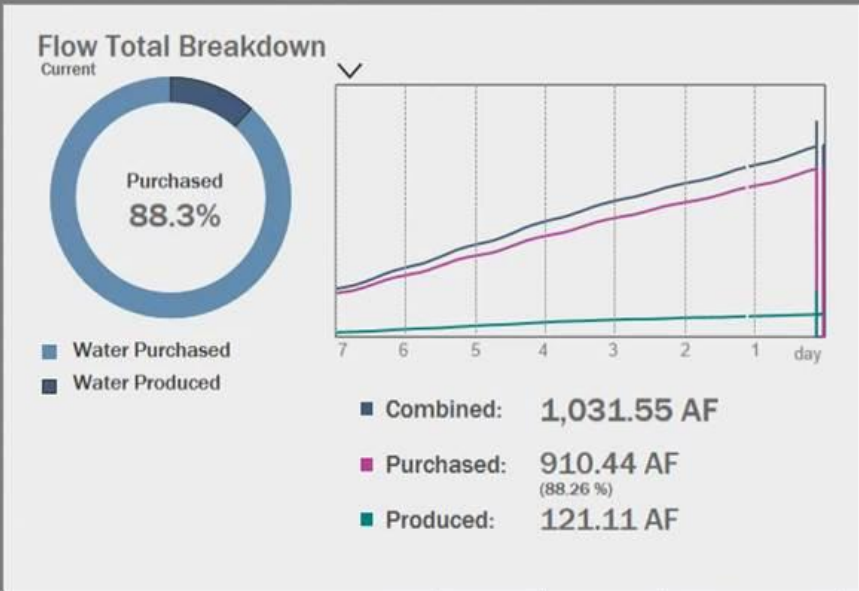 Flow Total Breakdown
Current
Purchased
88.3%
Water Purchased
Water Produced
7 6 5 4 3 2 1 day
Combined: 1,031.55 AF
Purchased: 910.44 AF
(88.26 %)
Produced: 121.11 AF